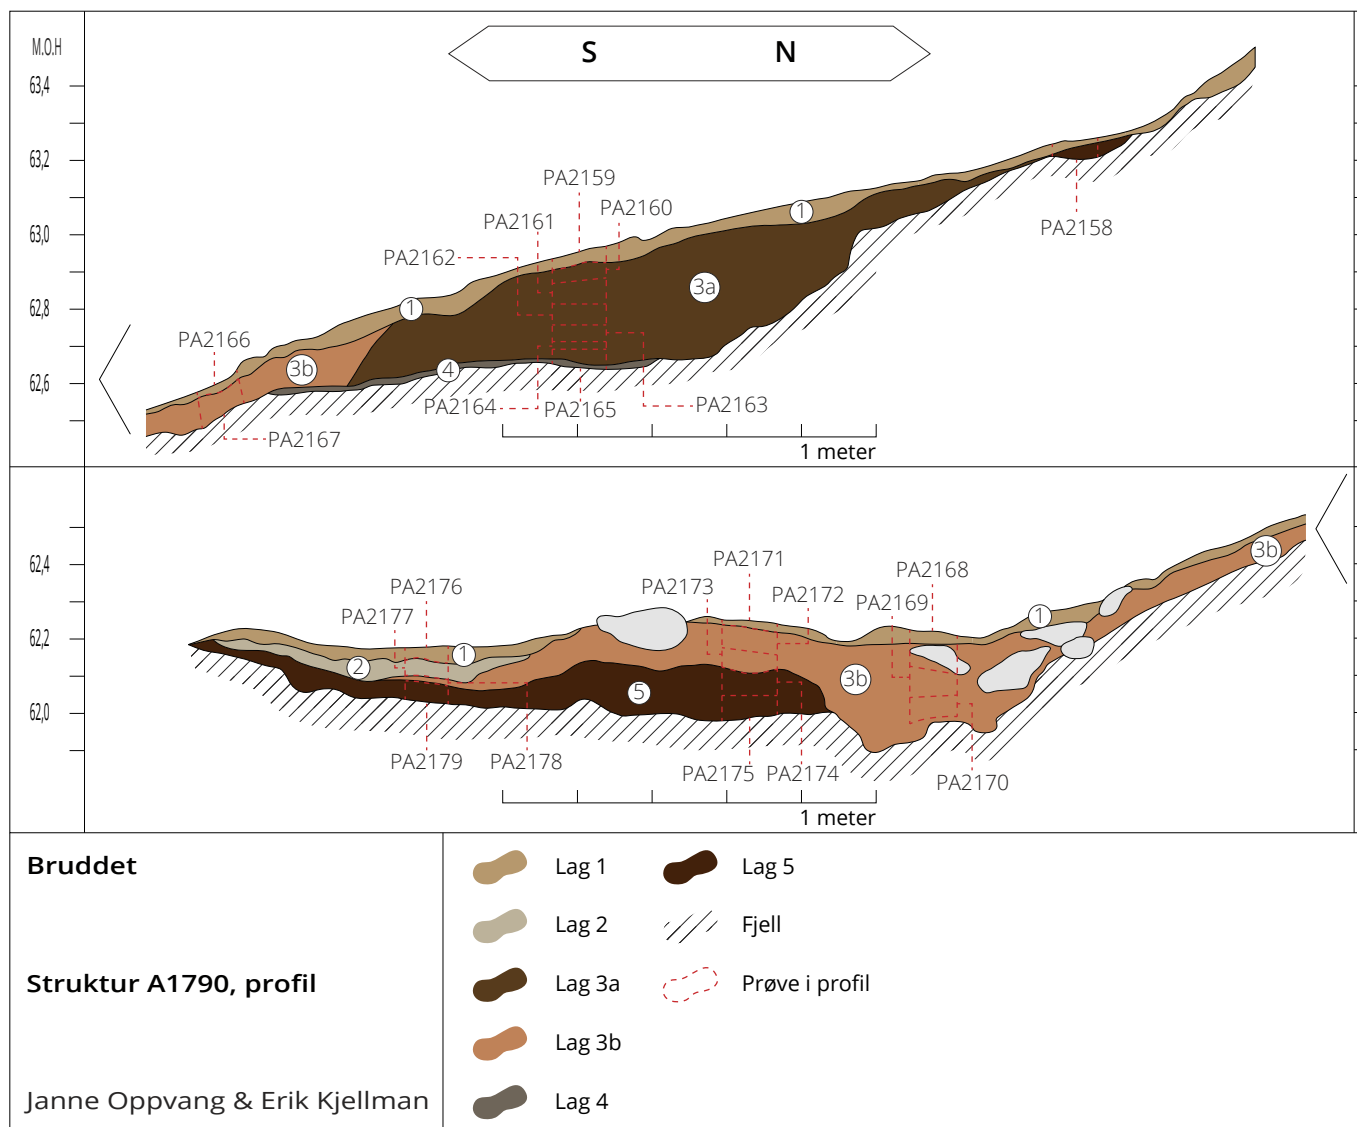 M.O.H
S N
63,4
63,2
63,0
62,8
62,6
PA2159
PA2160
PA2161
PA2162
1
PA2158
3a
1
PA2166
3b
4
PA2164
PA2165
PA2163
PA2167
1 meter
62,4
62,2
62,0
3b
PA2171
PA2168
PA2176
PA2173
PA2172
PA2169
PA2177
1
1
2
5
3b
PA2179
PA2178
PA2175
PA2174
PA2170
1 meter
Bruddet
Struktur A1790, profil
Janne Oppvang & Erik Kjellman
Lag 1
Lag 2
Lag 3a
Lag 3b
Lag 4
Lag 5
Fjell
Prøve i profil